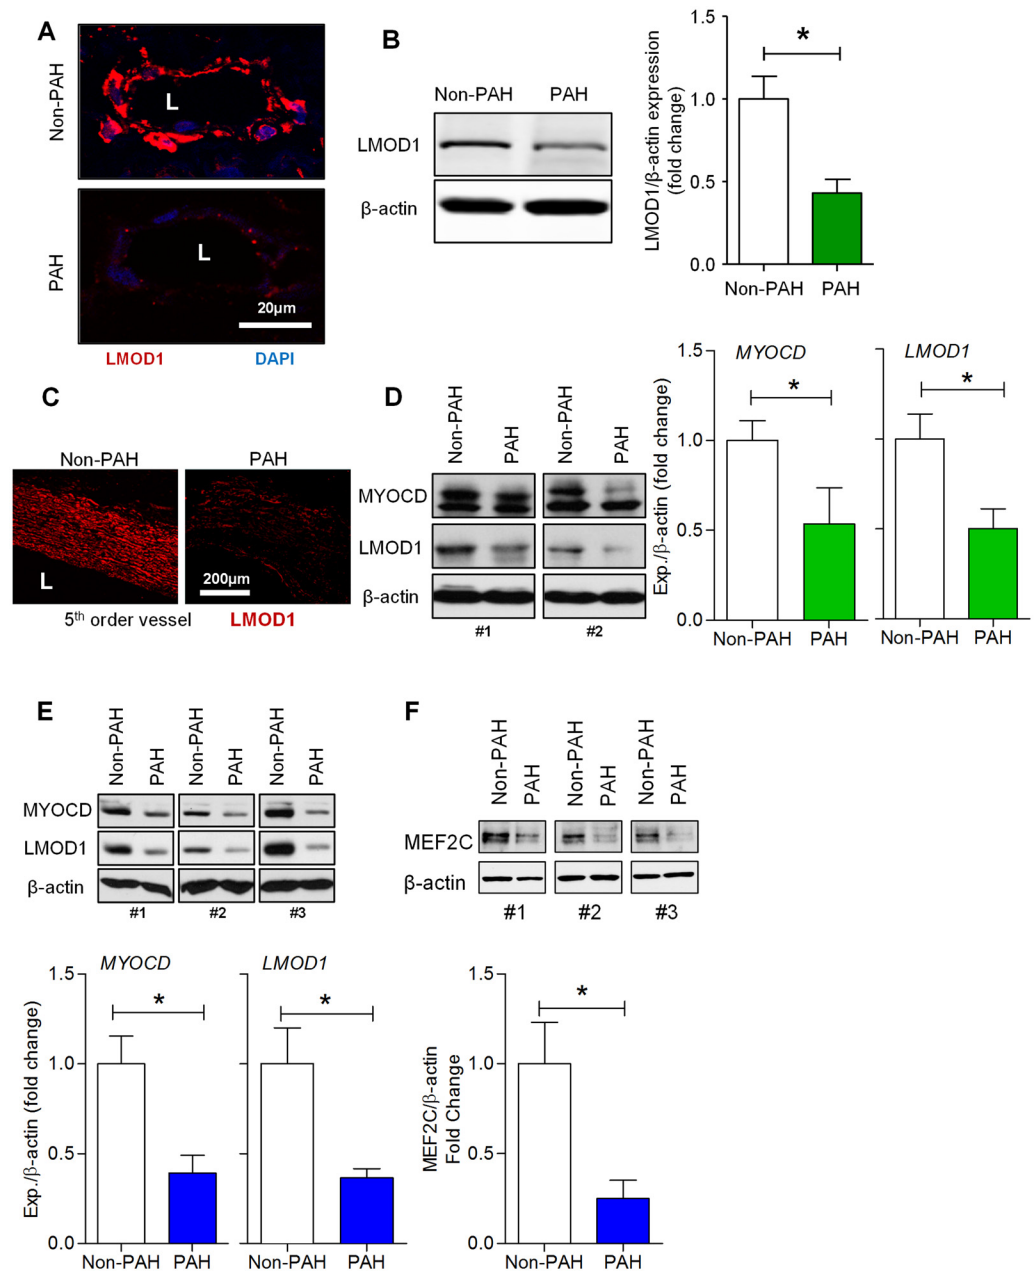 A
Non-PAH
L
PAH
L
20µm
LMOD1 DAPI
B
Non-PAH PAH
LMOD1
β-actin
LMOD1/β-actin expression
(fold change)
1.5
1.0
0.5
0.0
*
Non-PAH PAH
C
Non-PAH PAH
L
200µm
5th order vessel LMOD1
D
Non-PAH PAH Non-PAH PAH
MYOCD
LMOD1
β-actin
#1 #2
Exp./β-actin (fold change)
1.5
1.0
0.5
0.0
MYOCD
*
Non-PAH PAH
LMOD1
*
Non-PAH PAH
E
Non-PAH PAH Non-PAH PAH Non-PAH PAH
MYOCD
LMOD1
β-actin
#1 #2 #3
Exp./β-actin (fold change)
1.5
1.0
0.5
0.0
MYOCD
*
Non-PAH PAH
LMOD1
*
Non-PAH PAH
F
Non-PAH PAH Non-PAH PAH Non-PAH PAH
MEF2C
β-actin
#1 #2 #3
MEF2C/β-actin
Fold Change
1.5
1.0
0.5
0.0
*
Non-PAH PAH